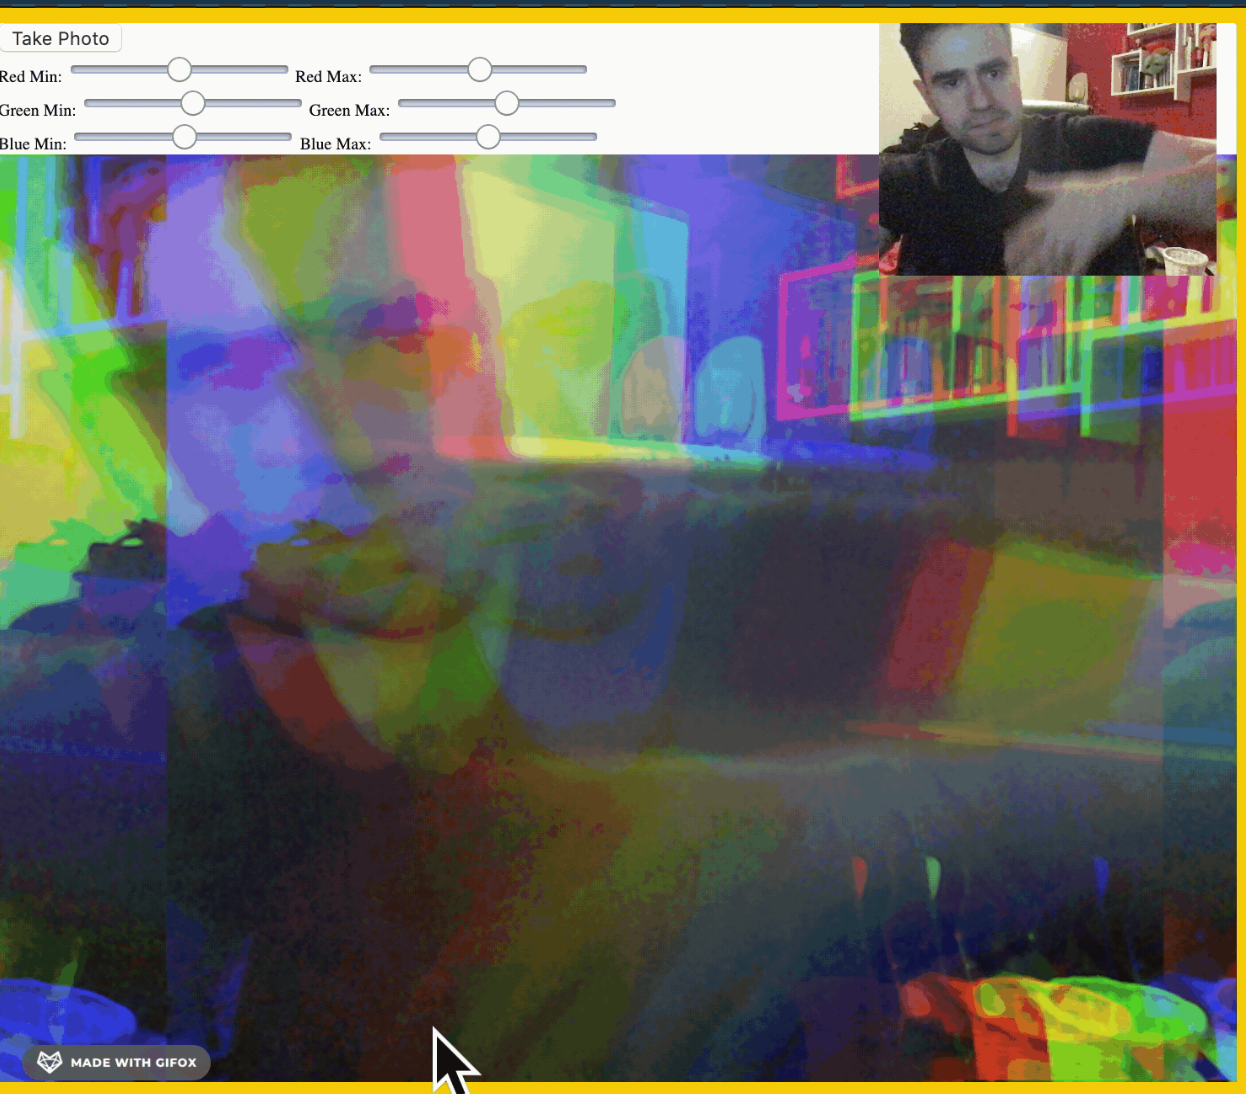 Take Photo
Red Min: Red Max:
Green Min: Green Max:
Blue Min: Blue Max:
MADE WITH GIFOX